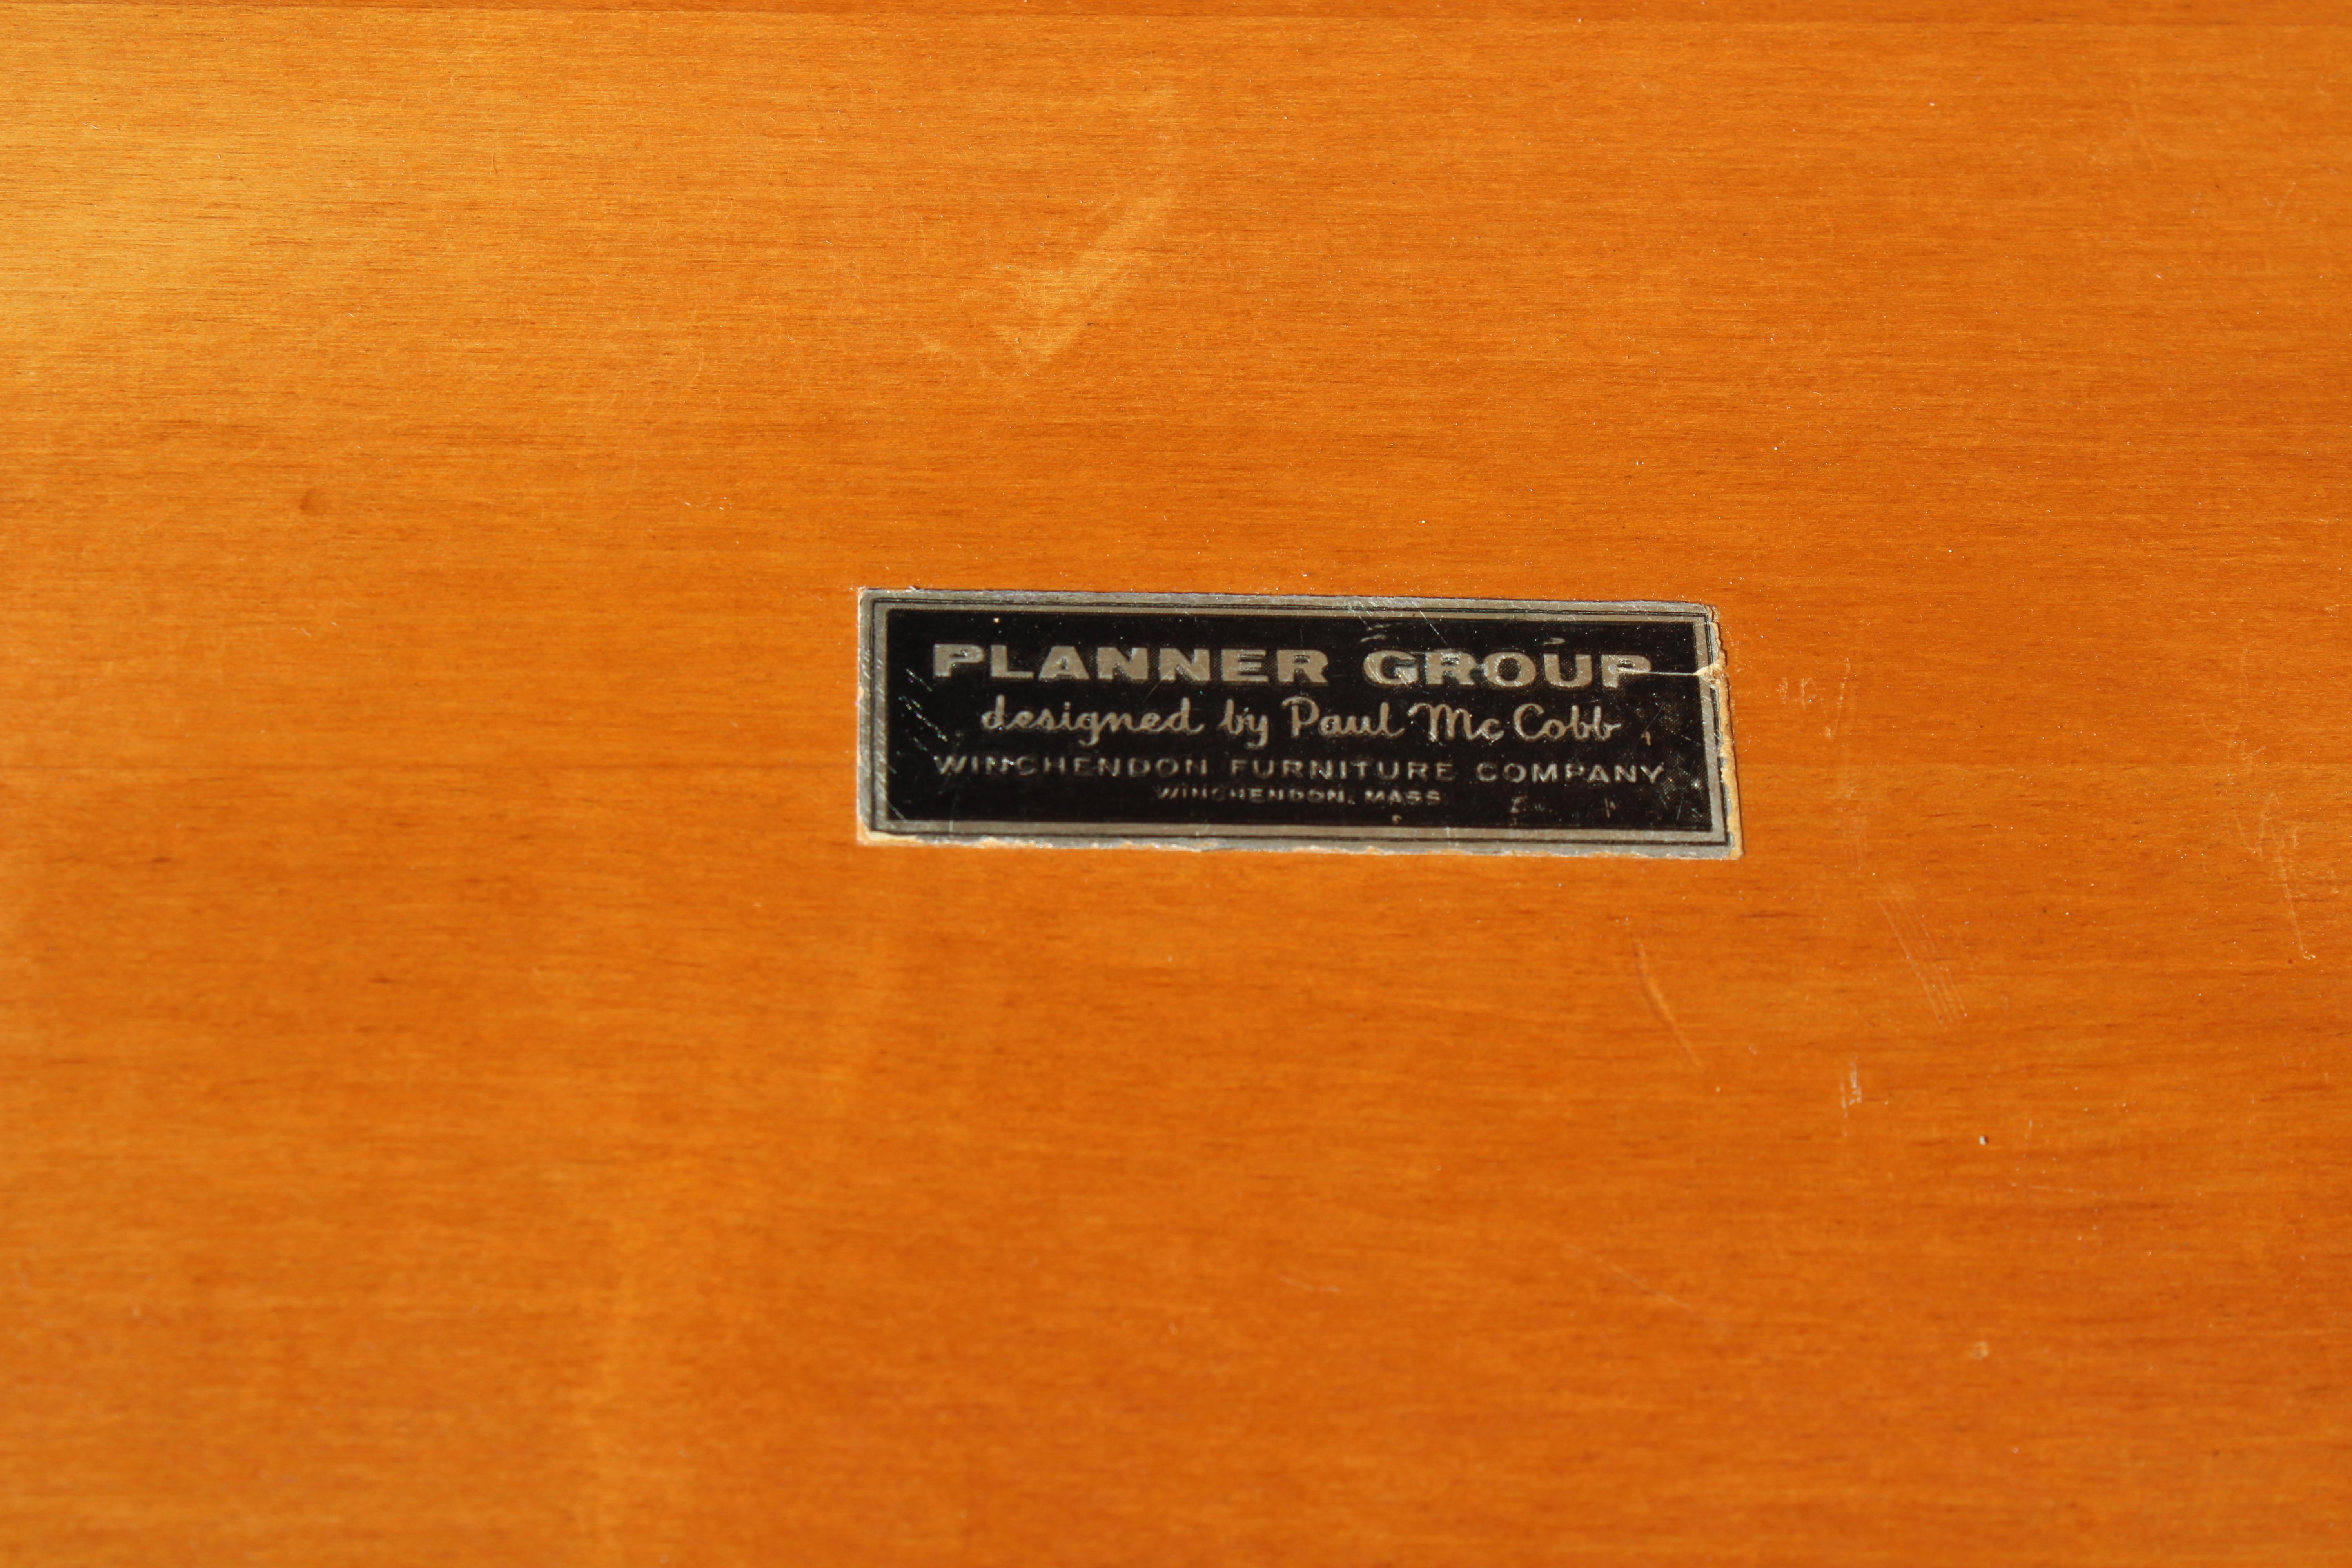 PLANNER GROUP
designed by Paul McCobb
WINCHENDON FURNITURE COMPANY
WINCHENDON, MASS.